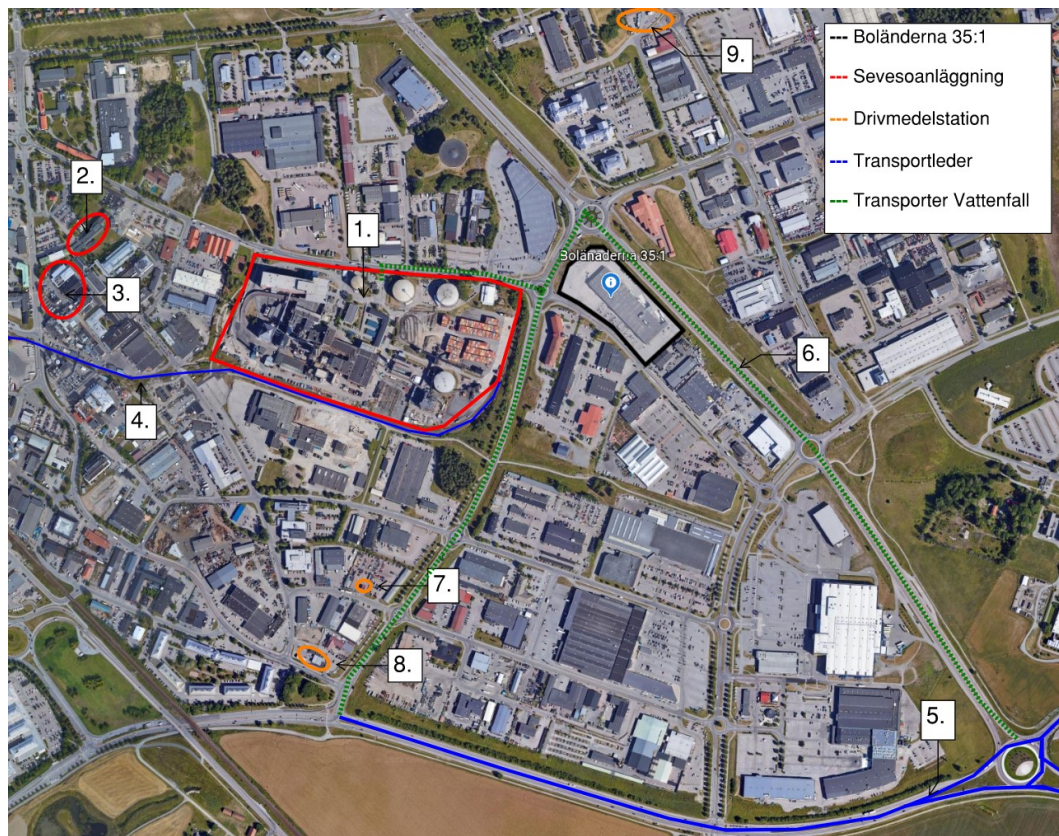 9.
Boländerna 35:1
Sevesoanläggning
Drivmedelstation
Transportleder
Transporter Vattenfall
2.
1.
Bolänaderna 35:1
3.
6.
4.
7.
8.
5.